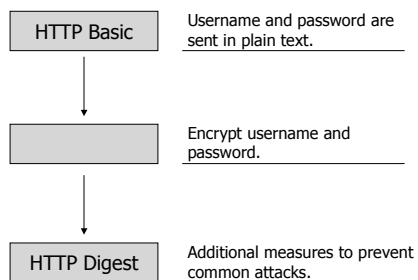 HTTP Basic
Username and password are
sent in plain text.
Encrypt username and
password.
HTTP Digest
Additional measures to prevent
common attacks.